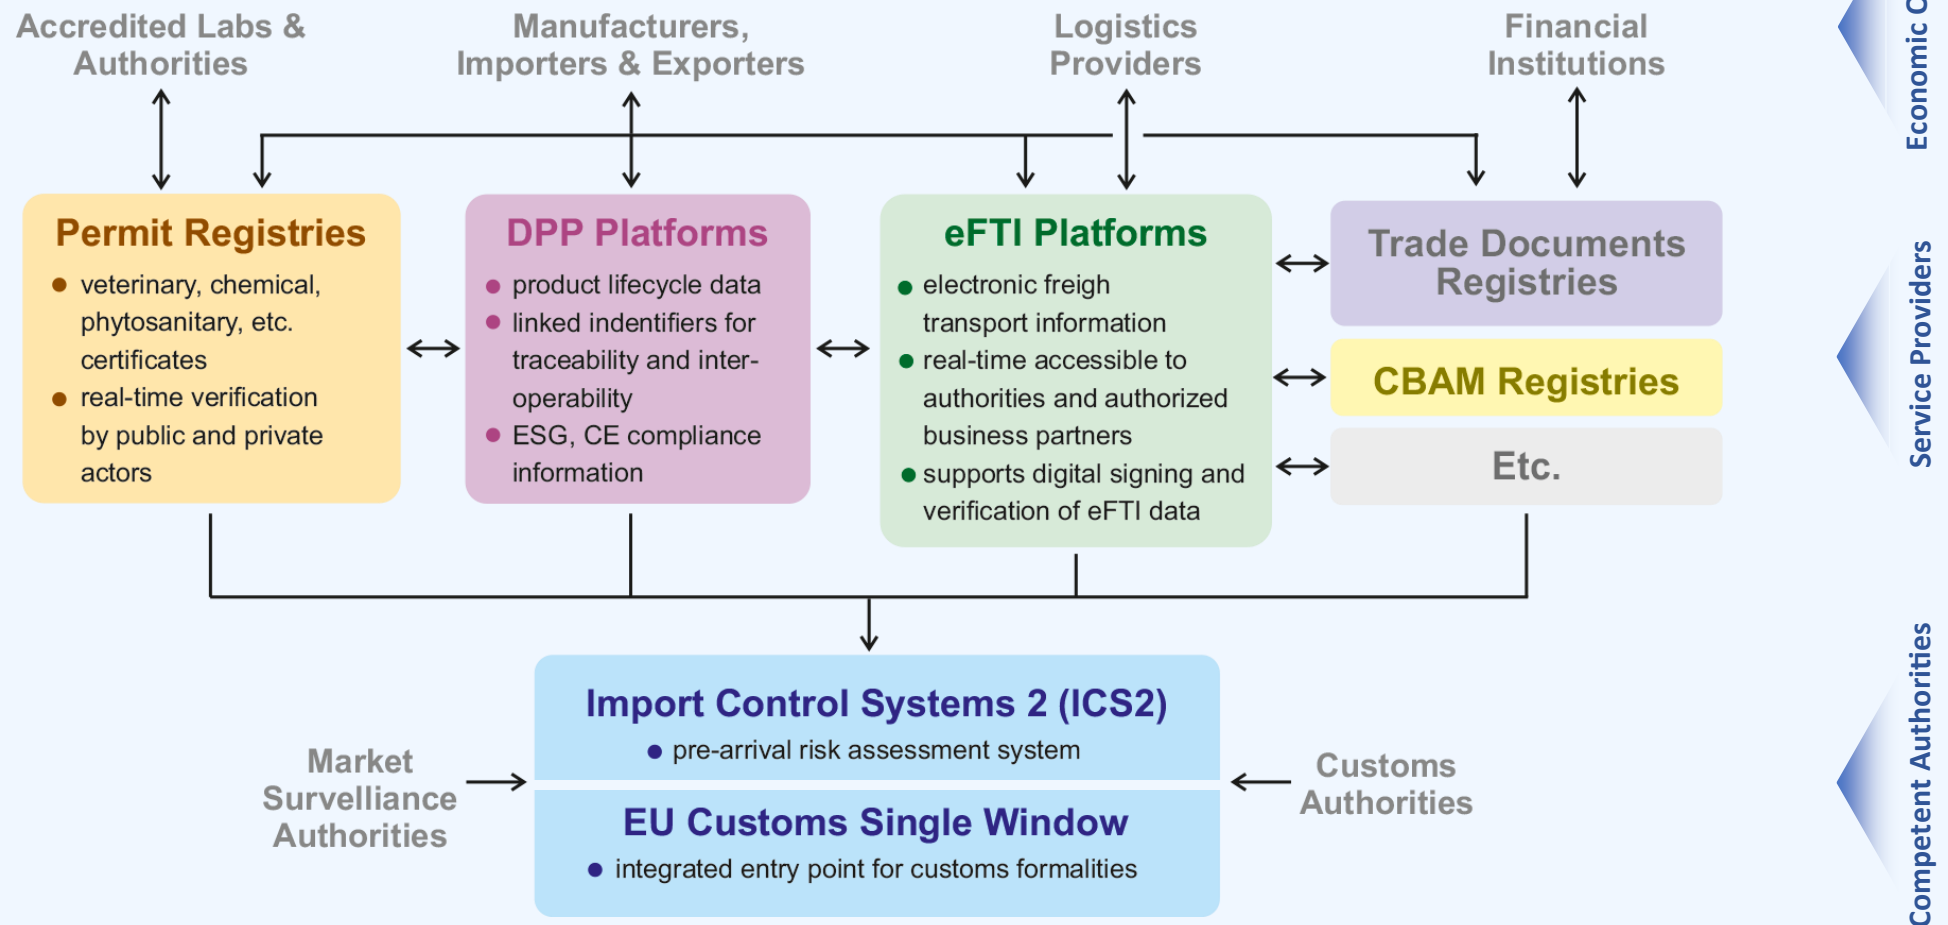 Accredited Labs &
Authorities
Manufacturers,
Importers & Exporters
Logistics
Providers
Financial
Institutions
Economic
Permit Registries
veterinary, chemical,
phytosanitary, etc.
certificates
real-time verification
by public and private
actors
DPP Platforms
product lifecycle data
linked indentifiers for
traceability and inter-
operability
ESG, CE compliance
information
eFTI Platforms
electronic freigh
transport information
real-time accessible to
authorities and authorized
business partners
supports digital signing and
verification of eFTI data
Trade Documents
Registries
CBAM Registries
Etc.
Service Providers
Import Control Systems 2 (ICS2)
pre-arrival risk assessment system
EU Customs Single Window
integrated entry point for customs formalities
Market
Survelliance
Authorities
Customs
Authorities
Competent Authorities